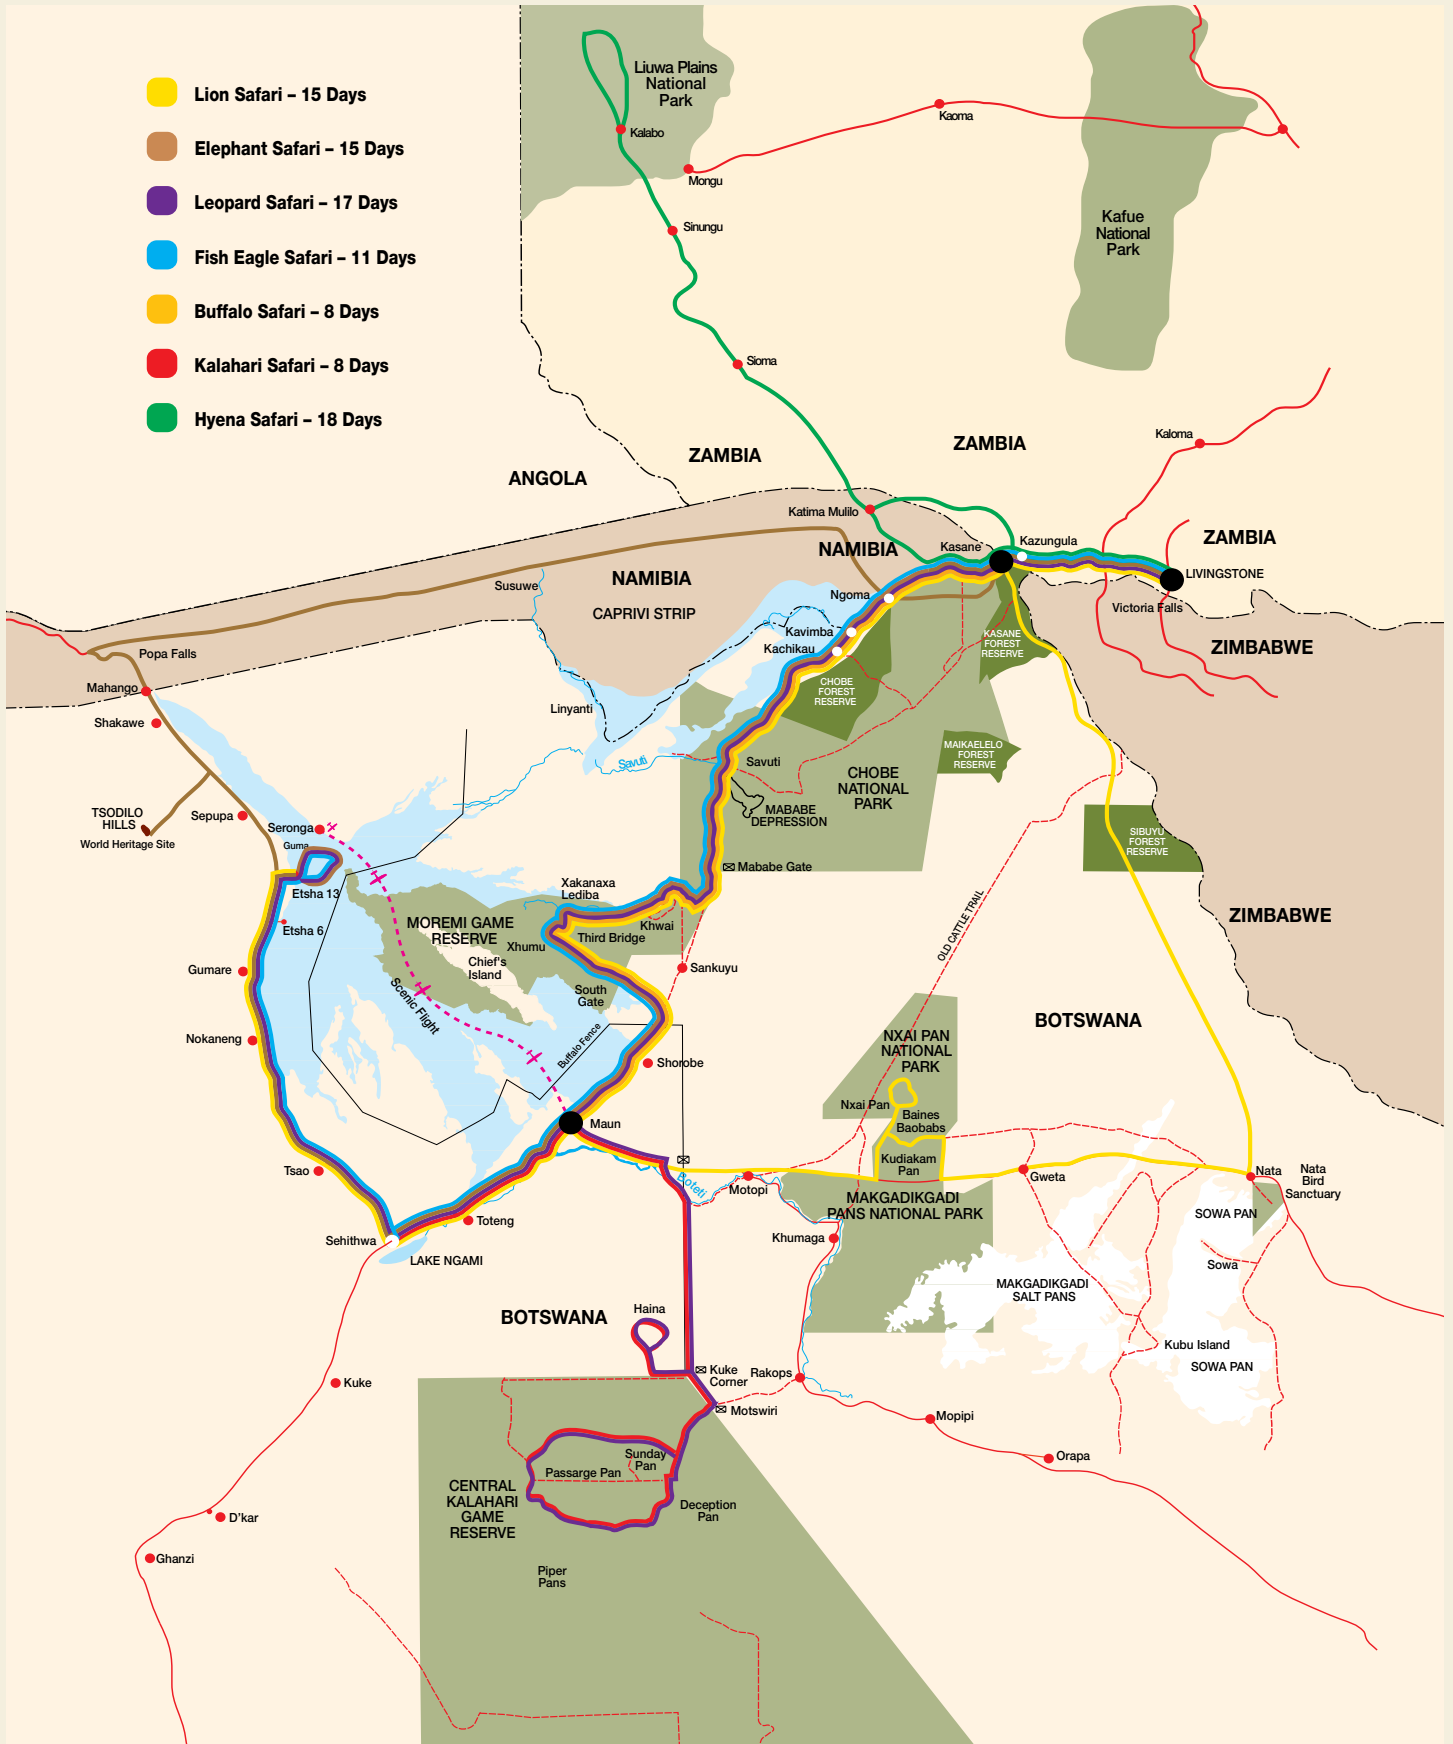 Lion Safari – 15 Days
Elephant Safari – 15 Days
Leopard Safari – 17 Days
Fish Eagle Safari – 11 Days
Buffalo Safari – 8 Days
Kalahari Safari – 8 Days
Hyena Safari – 18 Days
Liuwa Plains
National
Park
Kalabo
Mongu
Kaoma
Sinungu
Kafue
National
Park
Sioma
Kaloma
ZAMBIA
ZAMBIA
ANGOLA
Katima Mulilo
NAMIBIA
Kasane
Kazungula
ZAMBIA
LIVINGSTONE
Victoria Falls
ZIMBABWE
NAMIBIA
CAPRIVI STRIP
Susuwe
Ngoma
Kavimba
Kachikau
KASANE
FOREST
RESERVE
CHOBE
FOREST
RESERVE
Popa Falls
Mahango
Shakawe
Linyanti
Savuti
Savuti
MAIKAELELO
FOREST
RESERVE
CHOBE
NATIONAL
PARK
MABABE
DEPRESSION
TSODILO
HILLS
World Heritage Site
Sepupa
Seronga
Guma
Etsha 13
Etsha 6
SIBUYU
FOREST
RESERVE
Mababe Gate
Xakanaxa
Lediba
Khwai
Third Bridge
Xhumu
MOREMI GAME
RESERVE
Chief's
Island
Sankuyu
OLD CATTLE TRAIL
ZIMBABWE
Gumare
South
Gate
Scenic Flight
Buffalo Fence
Nokaneng
Shorobe
BOTSWANA
NXAI PAN
NATIONAL
PARK
Nxai Pan
Baines
Baobabs
Kudiakam
Pan
Maun
Tsao
Boteti
Motopi
Gweta
Nata
Nata
Bird
Sanctuary
MAKGADIKGADI
PANS NATIONAL PARK
SOWA PAN
Sehithwa
Toteng
LAKE NGAMI
Khumaga
Sowa
MAKGADIKGADI
SALT PANS
BOTSWANA
Haina
Kubu Island
SOWA PAN
Kuke
Kuke
Corner
Rakops
Motswiri
Mopipi
Orapa
Sunday
Pan
Passarge Pan
CENTRAL
KALAHARI
GAME
RESERVE
Deception
Pan
D'kar
Ghanzi
Piper
Pans